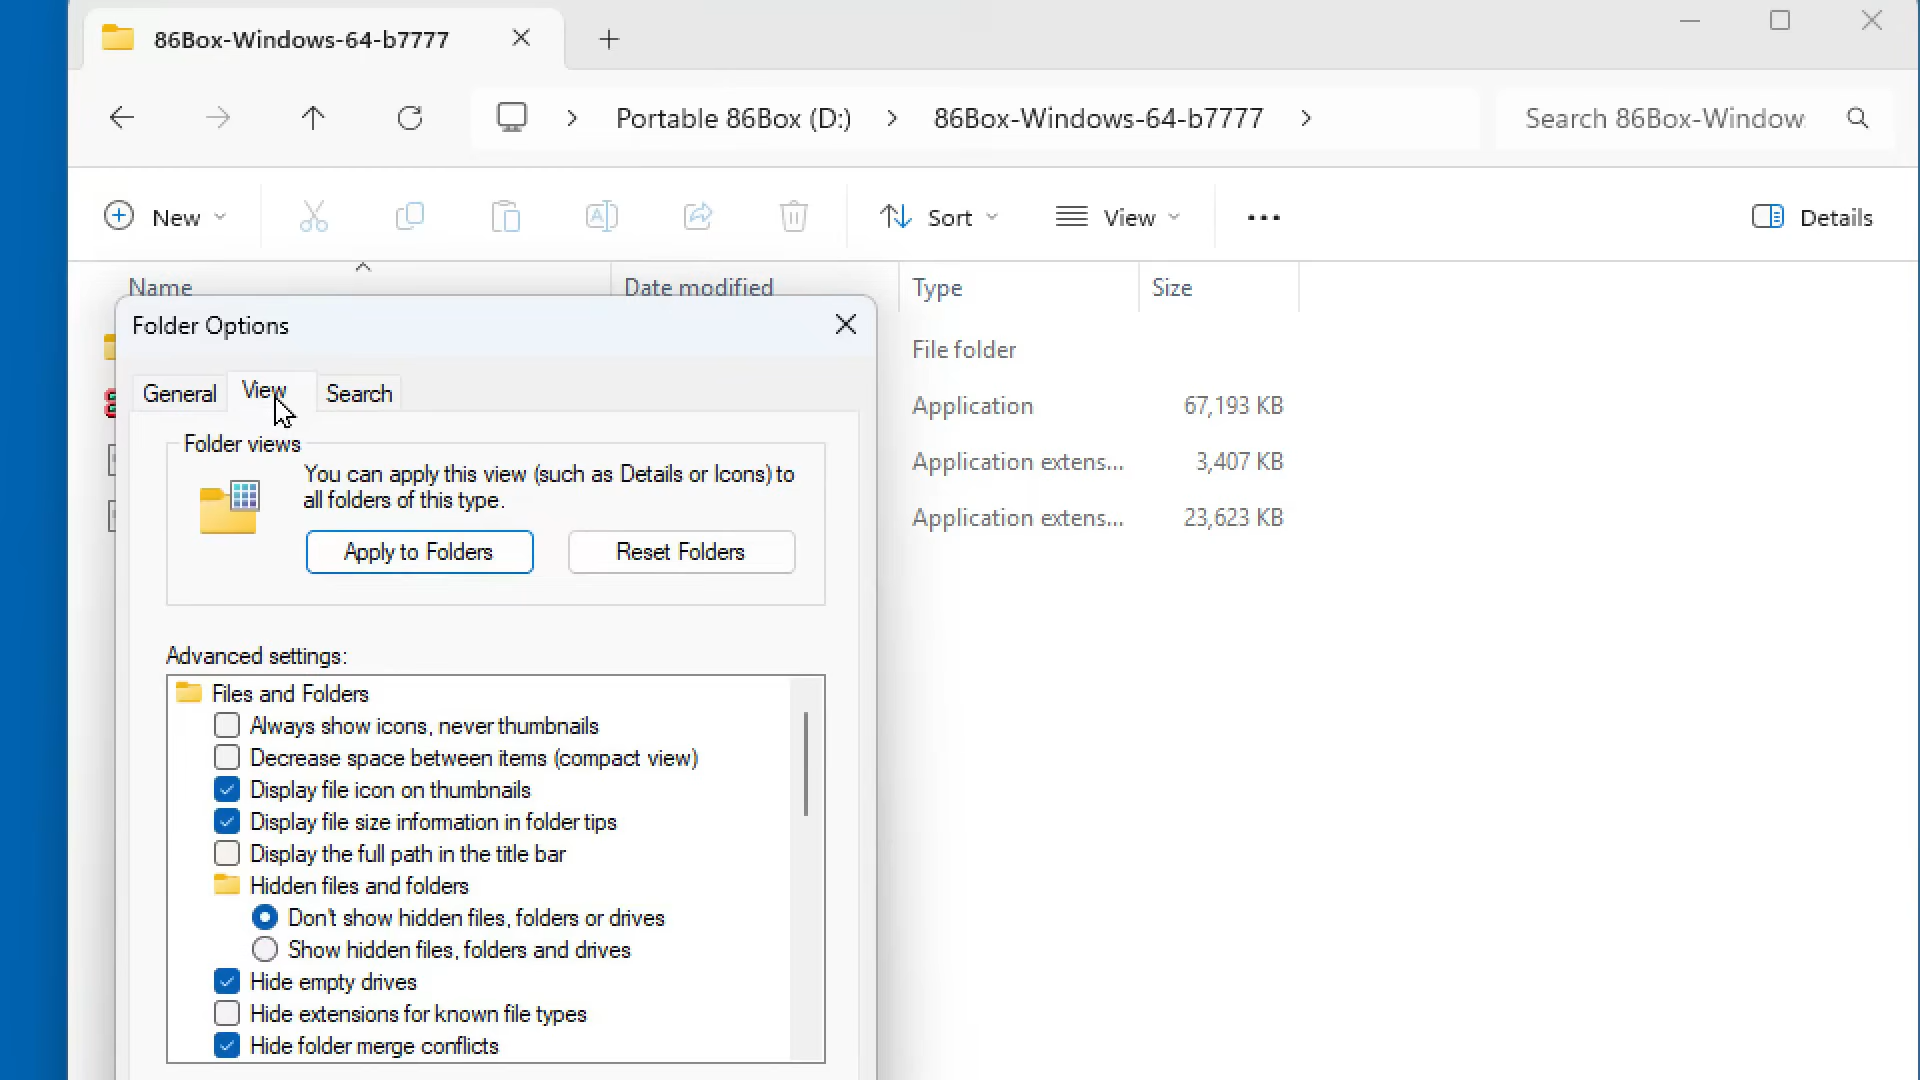 86Box-Windows-64-b7777
Portable 86Box (D:)
86Box-Windows-64-b7777
Search 86Box-Window
New
Sort
View
Details
Name
Date modified
Type
Size
File folder
Application
67,193 KB
Application extens...
3,407 KB
Application extens...
23,623 KB
Folder Options
General
View
Search
Folder views
You can apply this view (such as Details or Icons) to
all folders of this type.
Apply to Folders
Reset Folders
Advanced settings:
Files and Folders
Always show icons, never thumbnails
Decrease space between items (compact view)
Display file icon on thumbnails
Display file size information in folder tips
Display the full path in the title bar
Hidden files and folders
Don't show hidden files, folders or drives
Show hidden files, folders and drives
Hide empty drives
Hide extensions for known file types
Hide folder merge conflicts